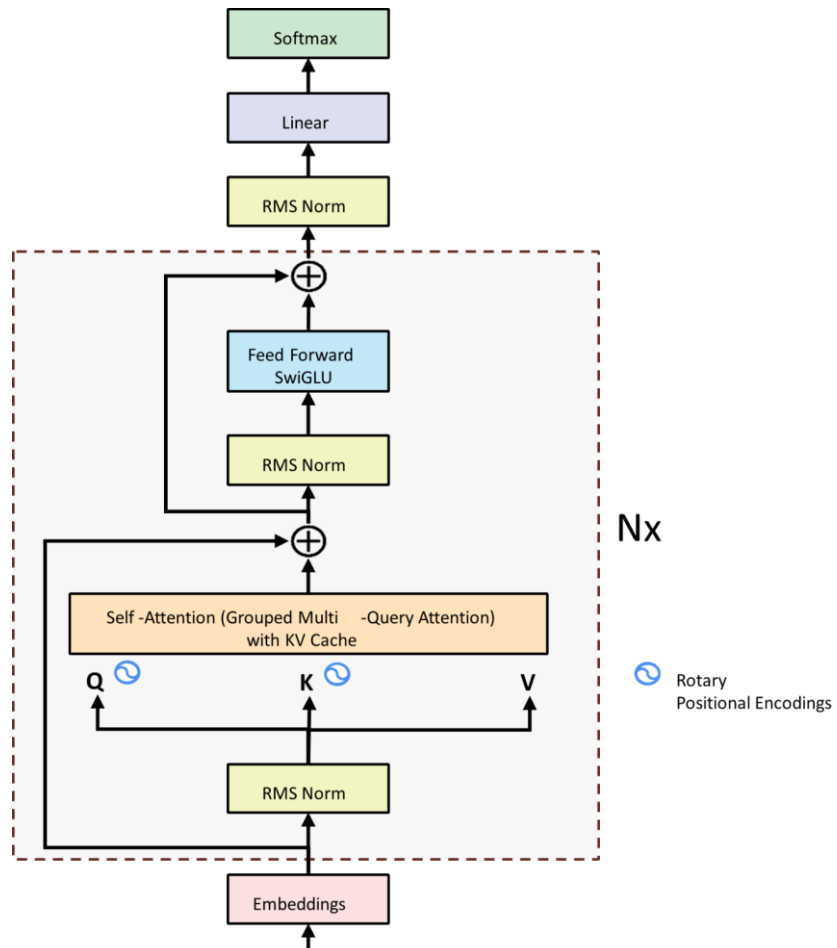 Softmax
Linear
RMS Norm
Feed Forward
SwiGLU
RMS Norm
Nx
Self -Attention (Grouped Multi -Query Attention)
with KV Cache
Q K V
Rotary
Positional Encodings
RMS Norm
Embeddings